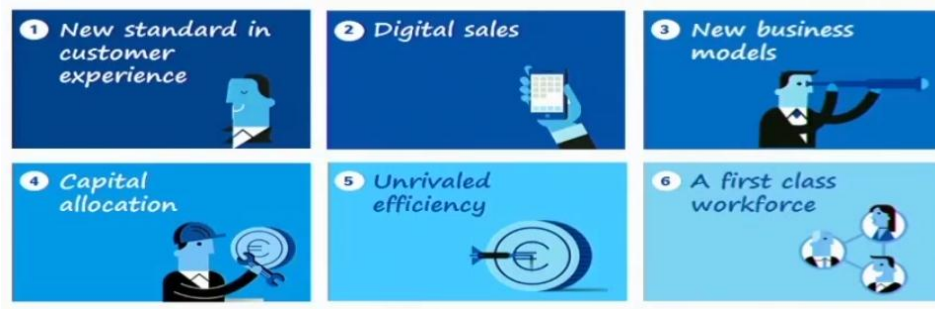 1 New standard in
customer
experience
2 Digital sales
3 New business
models
4 Capital
allocation
€
5 Unrivaled
efficiency
€
6 A first class
workforce